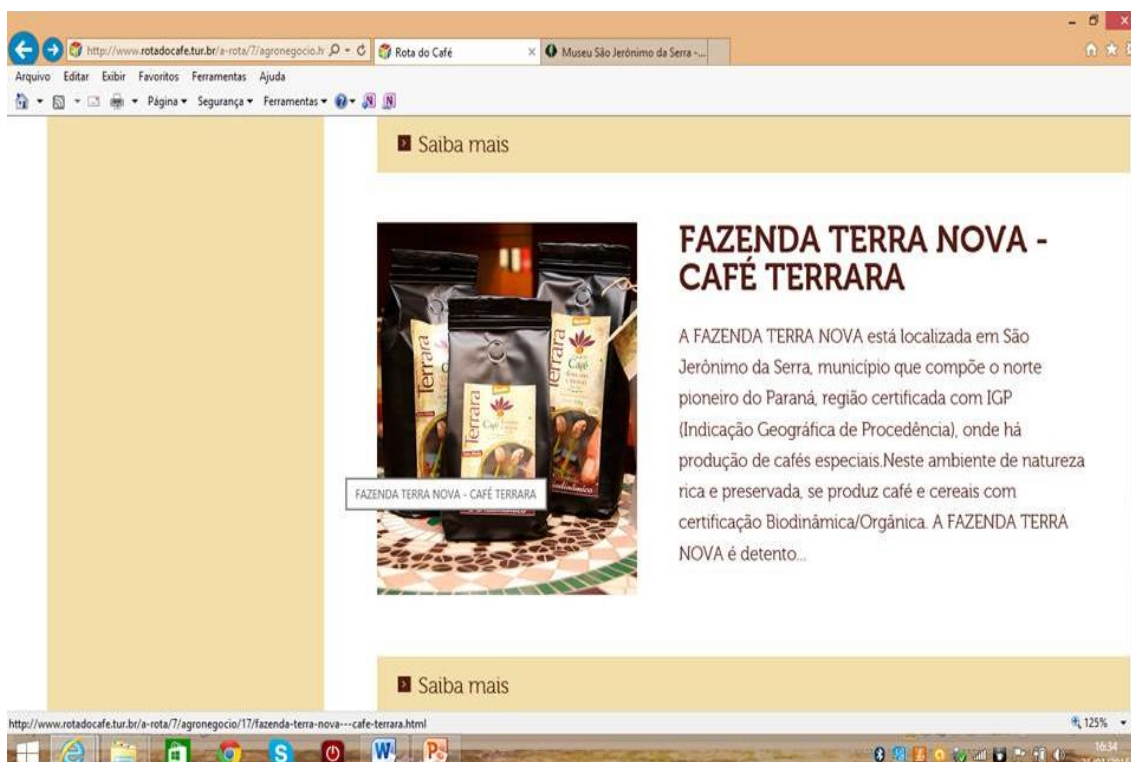 http://www.rotadocafe.tur.br/a-rota/7/agronegocio.h
Rota do Café
Museu São Jerônimo da Serra -...
Arquivo Editar Exibir Favoritos Ferramentas Ajuda
Página Segurança Ferramentas
Saiba mais
FAZENDA TERRA NOVA -
CAFÉ TERRARA
A FAZENDA TERRA NOVA está localizada em São
Jerônimo da Serra, município que compõe o norte
pioneiro do Paraná, região certificada com IGP
(Indicação Geográfica de Procedência), onde há
produção de cafés especiais.Neste ambiente de natureza
rica e preservada, se produz café e cereais com
certificação Biodinâmica/Orgânica. A FAZENDA TERRA
NOVA é detento...
Terrara
Café
Terrara
Café
Terrara
Café
FAZENDA TERRA NOVA - CAFÉ TERRARA
Saiba mais
http://www.rotadocafe.tur.br/a-rota/7/agronegocio/17/fazenda-terra-nova---cafe-terrara.html
125%
16:34